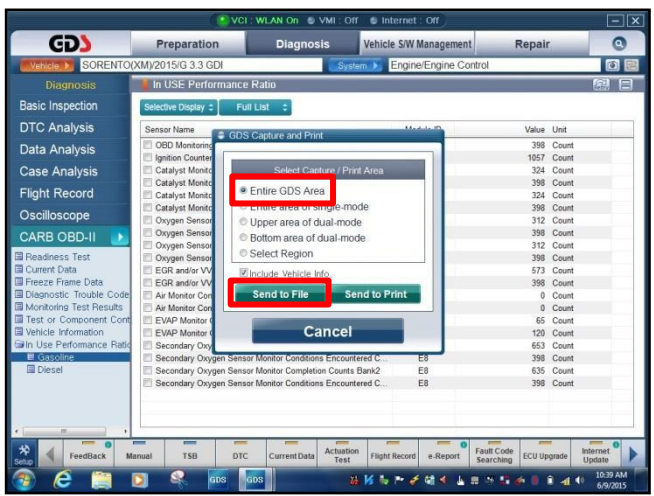 VCI : WLAN On VMI : Off Internet : Off
GDS Preparation Diagnosis Vehicle S/W Management Repair
Vehicle SORENTO(XM)/2015/G 3.3 GDI System Engine/Engine Control
Diagnosis
In USE Performance Ratio
Basic Inspection
DTC Analysis
Data Analysis
Case Analysis
Flight Record
Oscilloscope
CARB OBD-II
Readiness Test
Current Data
Freeze Frame Data
Diagnostic Trouble Code
Monitoring Test Results
Test or Component Cont
Vehicle Information
In Use Performance Ratio
Gasoline
Diesel
Selective Display Full List
Sensor Name Value Unit
OBD Monitoring 398 Count
Ignition Counter 1057 Count
Catalyst Monito 324 Count
Catalyst Monito 398 Count
Catalyst Monito 324 Count
Catalyst Monito 398 Count
Oxygen Sensor 312 Count
Oxygen Sensor 398 Count
Oxygen Sensor 312 Count
Oxygen Sensor 398 Count
EGR and/or VV 573 Count
EGR and/or VV 398 Count
Air Monitor Con 0 Count
Air Monitor Con 0 Count
EVAP Monitor 65 Count
EVAP Monitor 120 Count
Secondary Oxy 653 Count
Secondary Oxygen Sensor Monitor Conditions Encountered C... E8 398 Count
Secondary Oxygen Sensor Monitor Completion Counts Bank2 E8 635 Count
Secondary Oxygen Sensor Monitor Conditions Encountered C... E8 398 Count
GDS Capture and Print
Select Capture / Print Area
Entire GDS Area
Entire area of single-mode
Upper area of dual-mode
Bottom area of dual-mode
Select Region
Include Vehicle Info.
Send to File Send to Print
Cancel
Setup FeedBack Manual TSB DTC Current Data Actuation Test Flight Record e-Report Fault Code Searching ECU Upgrade Internet Update
GDS GDS
10:39 AM
6/9/2015